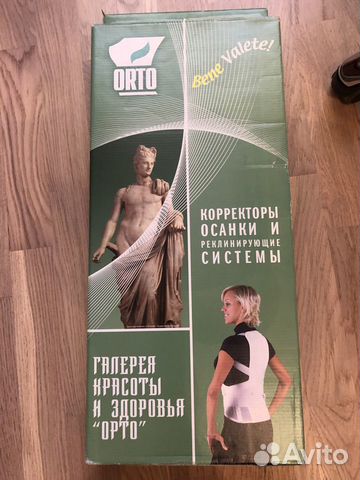 ORTO
Bene Valete!
КОРРЕКТОРЫ
ОСАНКИ И
РЕКЛИНИРУЮЩИЕ
СИСТЕМЫ
ГАЛЕРЕЯ
КРАСОТЫ
И ЗДОРОВЬЯ
"ОРТО"
Avito